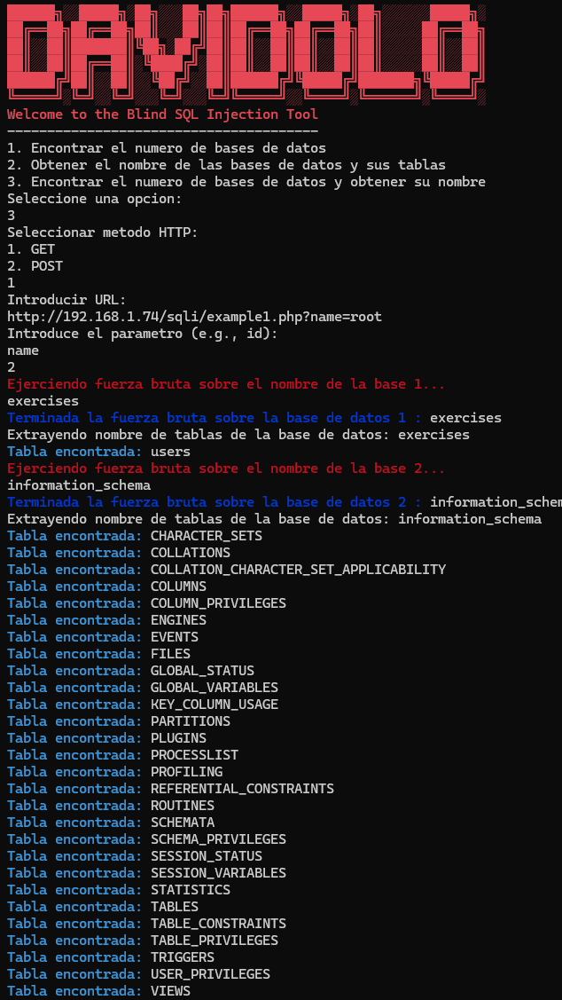 DAVIDOLO
Welcome to the Blind SQL Injection Tool
---------------------------------------
1. Encontrar el numero de bases de datos
2. Obtener el nombre de las bases de datos y sus tablas
3. Encontrar el numero de bases de datos y obtener su nombre
Seleccione una opcion:
3
Seleccionar metodo HTTP:
1. GET
2. POST
1
Introducir URL:
http://192.168.1.74/sqli/example1.php?name=root
Introduce el parametro (e.g., id):
name
2
Ejerciendo fuerza bruta sobre el nombre de la base 1...
exercises
Terminada la fuerza bruta sobre la base de datos 1 : exercises
Extrayendo nombre de tablas de la base de datos: exercises
Tabla encontrada: users
Ejerciendo fuerza bruta sobre el nombre de la base 2...
information_schema
Terminada la fuerza bruta sobre la base de datos 2 : information_schem
Extrayendo nombre de tablas de la base de datos: information_schema
Tabla encontrada: CHARACTER_SETS
Tabla encontrada: COLLATIONS
Tabla encontrada: COLLATION_CHARACTER_SET_APPLICABILITY
Tabla encontrada: COLUMNS
Tabla encontrada: COLUMN_PRIVILEGES
Tabla encontrada: ENGINES
Tabla encontrada: EVENTS
Tabla encontrada: FILES
Tabla encontrada: GLOBAL_STATUS
Tabla encontrada: GLOBAL_VARIABLES
Tabla encontrada: KEY_COLUMN_USAGE
Tabla encontrada: PARTITIONS
Tabla encontrada: PLUGINS
Tabla encontrada: PROCESSLIST
Tabla encontrada: PROFILING
Tabla encontrada: REFERENTIAL_CONSTRAINTS
Tabla encontrada: ROUTINES
Tabla encontrada: SCHEMATA
Tabla encontrada: SCHEMA_PRIVILEGES
Tabla encontrada: SESSION_STATUS
Tabla encontrada: SESSION_VARIABLES
Tabla encontrada: STATISTICS
Tabla encontrada: TABLES
Tabla encontrada: TABLE_CONSTRAINTS
Tabla encontrada: TABLE_PRIVILEGES
Tabla encontrada: TRIGGERS
Tabla encontrada: USER_PRIVILEGES
Tabla encontrada: VIEWS